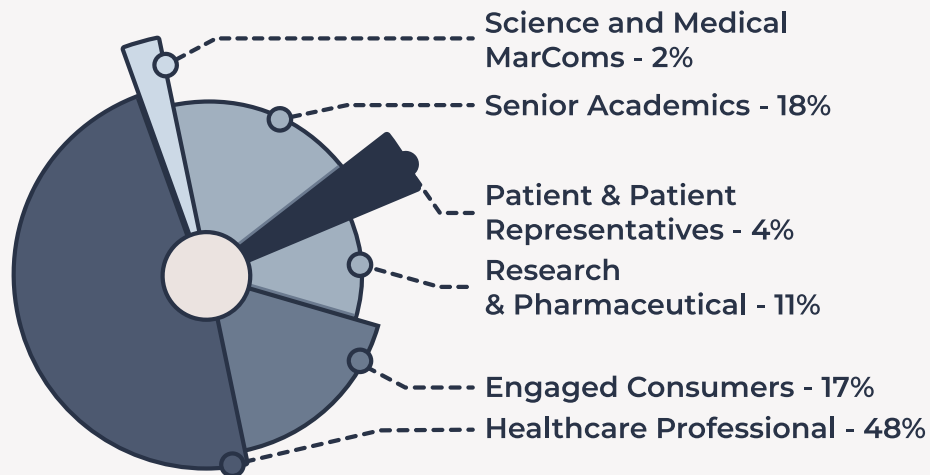 Science and Medical
MarComs - 2%
Senior Academics - 18%
Patient & Patient
Representatives - 4%
Research
& Pharmaceutical - 11%
Engaged Consumers - 17%
Healthcare Professional - 48%